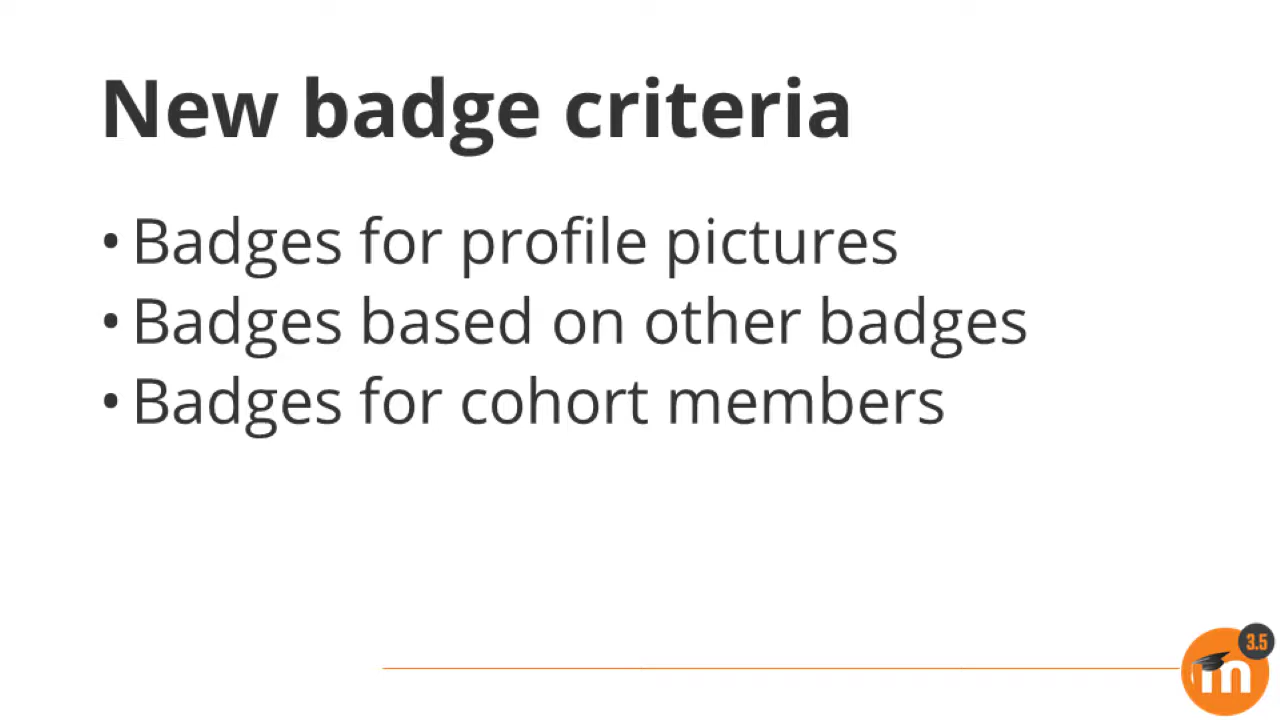 New badge criteria
• Badges for profile pictures
• Badges based on other badges
• Badges for cohort members
3.5
m